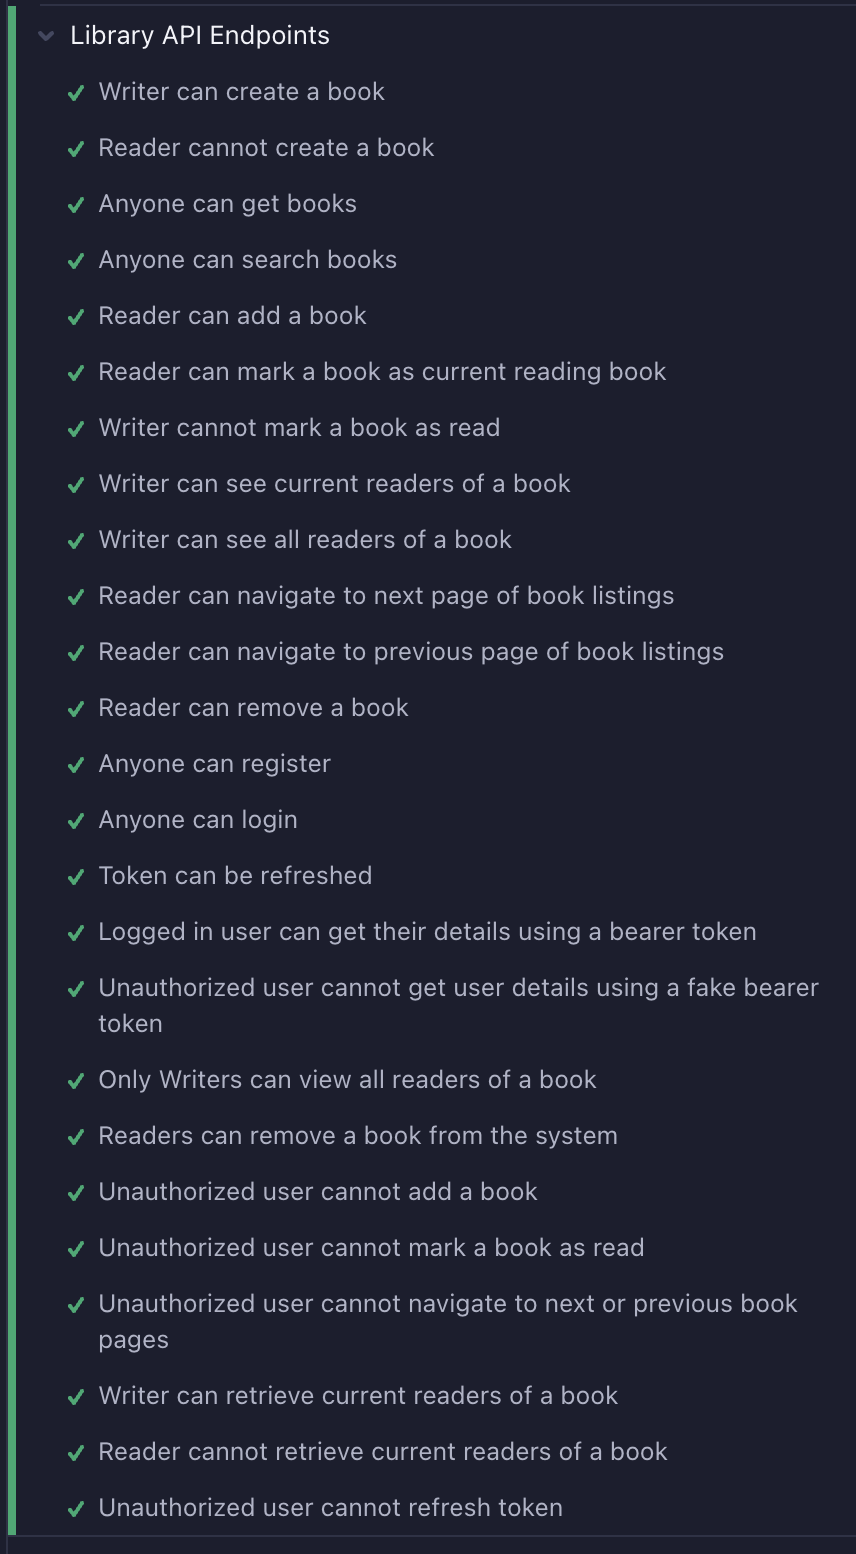 Library API Endpoints
Writer can create a book
Reader cannot create a book
Anyone can get books
Anyone can search books
Reader can add a book
Reader can mark a book as current reading book
Writer cannot mark a book as read
Writer can see current readers of a book
Writer can see all readers of a book
Reader can navigate to next page of book listings
Reader can navigate to previous page of book listings
Reader can remove a book
Anyone can register
Anyone can login
Token can be refreshed
Logged in user can get their details using a bearer token
Unauthorized user cannot get user details using a fake bearer
token
Only Writers can view all readers of a book
Readers can remove a book from the system
Unauthorized user cannot add a book
Unauthorized user cannot mark a book as read
Unauthorized user cannot navigate to next or previous book
pages
Writer can retrieve current readers of a book
Reader cannot retrieve current readers of a book
Unauthorized user cannot refresh token